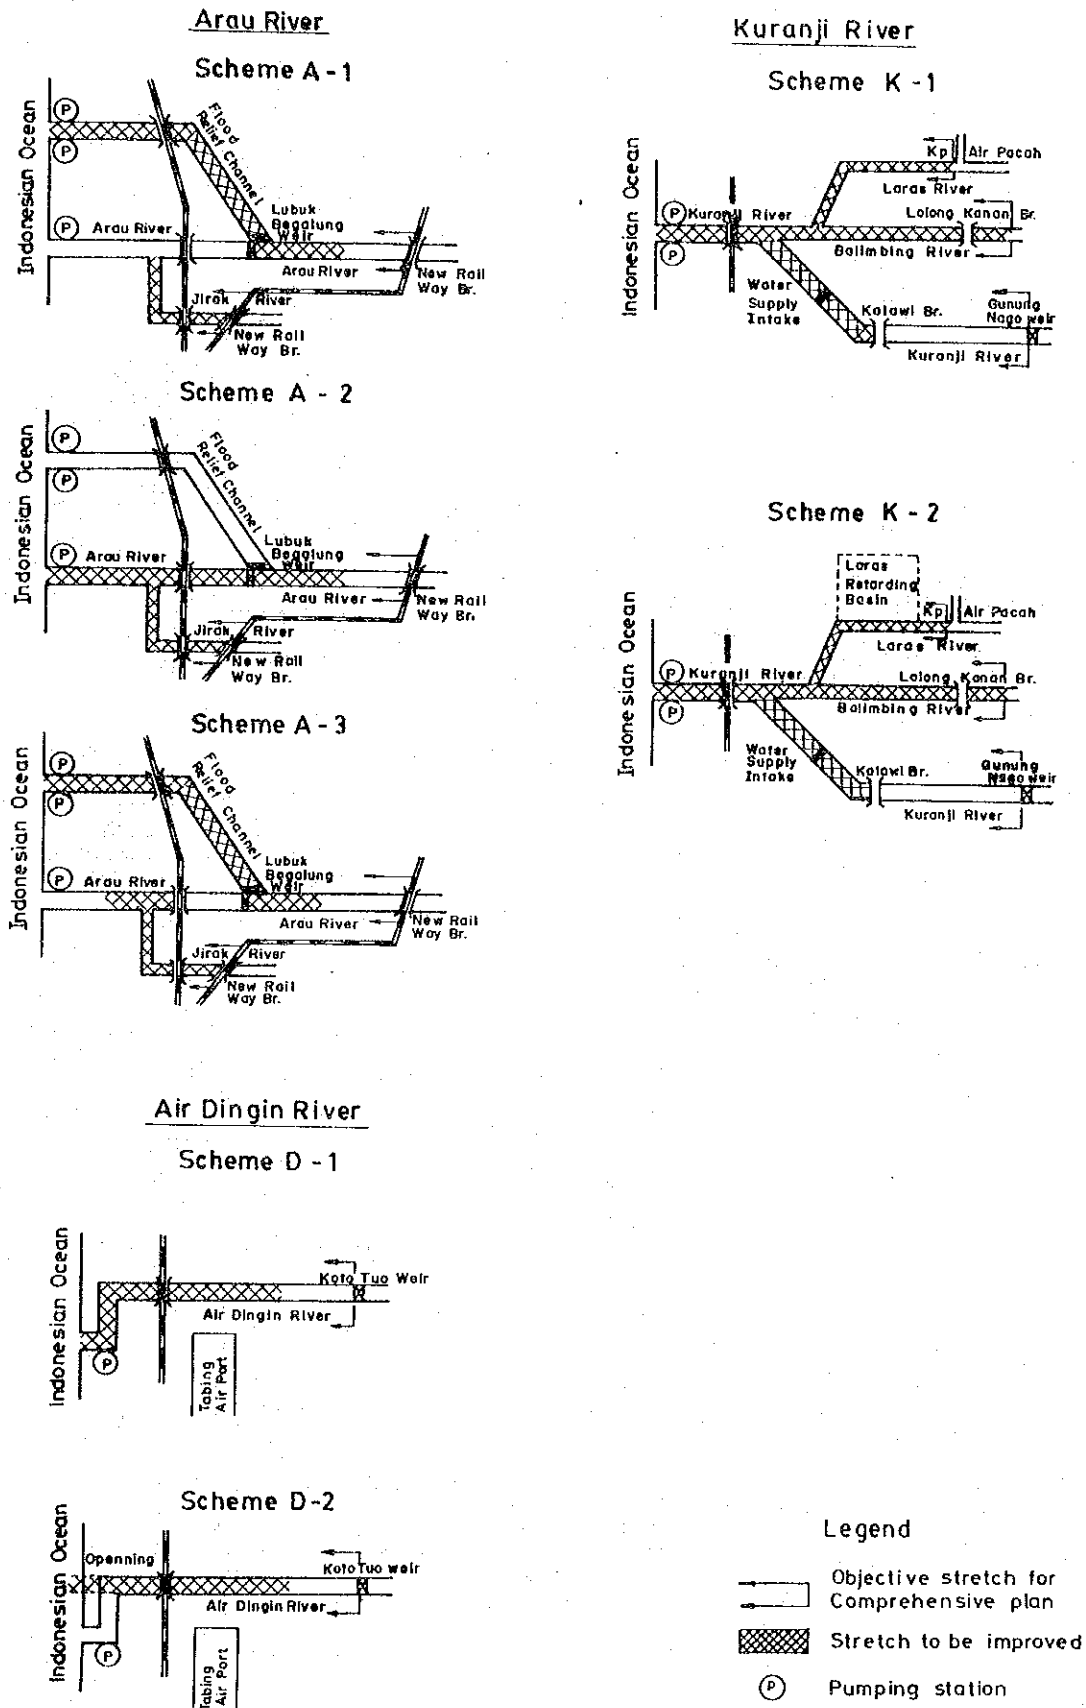 Arau River
Scheme A-1
Indonesian Ocean
P
P
Flood
Relief Channel
Lubuk
Begalung
Weir
P
Arau River
Arau River
New Rail
Way Br.
Jirak River
New Rail
Way Br.
Scheme A - 2
Indonesian Ocean
P
P
Flood
Relief Channel
Lubuk
Begalung
Weir
P
Arau River
Arau River
New Rail
Way Br.
Jirak River
New Rail
Way Br.
Scheme A-3
Indonesian Ocean
P
P
Flood
Relief Channel
Lubuk
Begalung
Weir
P
Arau River
Arau River
New Rail
Way Br.
Jirak River
New Rail
Way Br.
Air Dingin River
Scheme D -1
Indonesian Ocean
Koto Tuo Weir
Air Dingin River
P
Tabing
Air Port
Scheme D-2
Indonesian Ocean
Openning
Koto Tuo weir
Air Dingin River
P
Tabing
Air Port
Kuranji River
Scheme K -1
Indonesian Ocean
Kp
Air Pacah
Laras River
P
Kuranji River
Lolong Kanan Br.
Balimbing River
P
Water
Supply
Intake
Kalawi Br.
Gunung
Nago weir
Kuranji River
Scheme K -2
Indonesian Ocean
Laras
Retarding
Basin
Kp
Air Pacah
Laras River
P
Kuranji River
Lolong Kanan Br.
Balimbing River
P
Water
Supply
Intake
Kalawi Br.
Gunung
Nago weir
Kuranji River
Legend
Objective stretch for
Comprehensive plan
Stretch to be improved
P
Pumping station